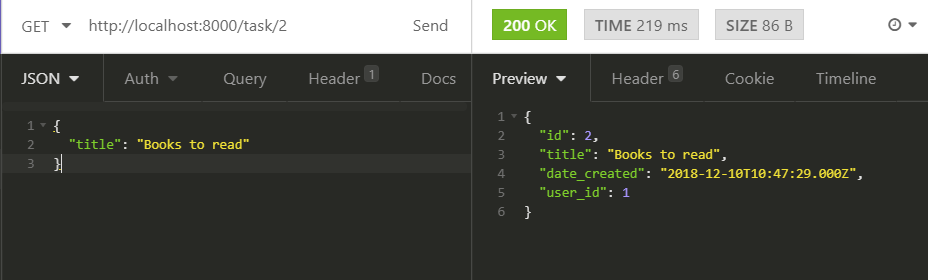 GET http://localhost:8000/task/2 Send 200 OK TIME 219 ms SIZE 86 B
JSON Auth Query Header 1 Docs Preview Header 6 Cookie Timeline
1 {
2 "title": "Books to read"
3 }
1 {
2 "id": 2,
3 "title": "Books to read",
4 "date_created": "2018-12-10T10:47:29.000Z",
5 "user_id": 1
6 }